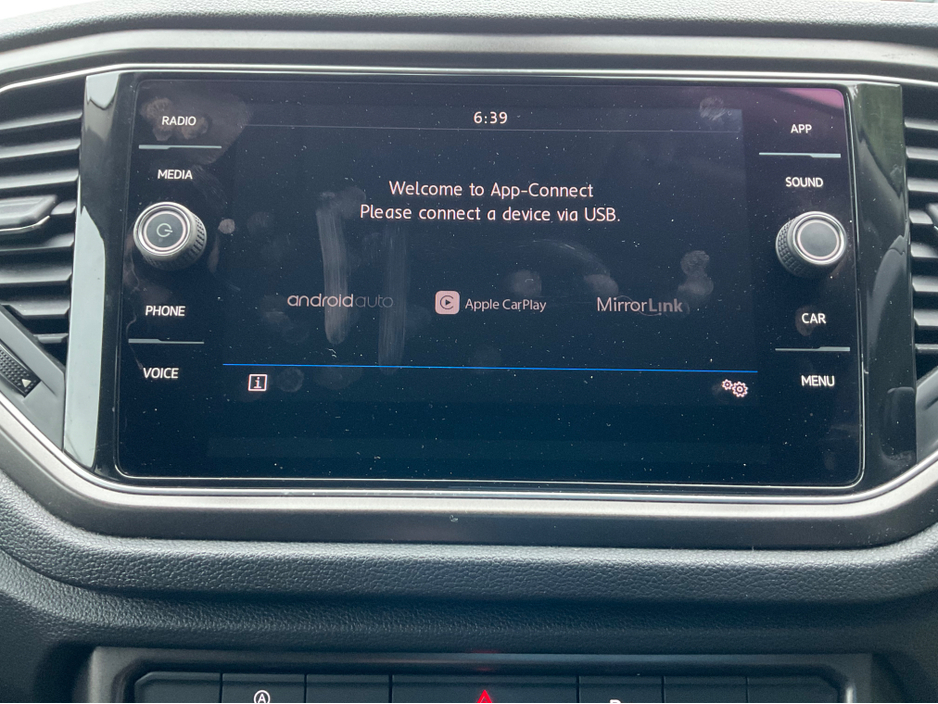 RADIO
MEDIA
PHONE
VOICE
6:39
Welcome to App-Connect
Please connect a device via USB.
androidauto
Apple CarPlay
MirrorLink
i
APP
SOUND
CAR
MENU
A